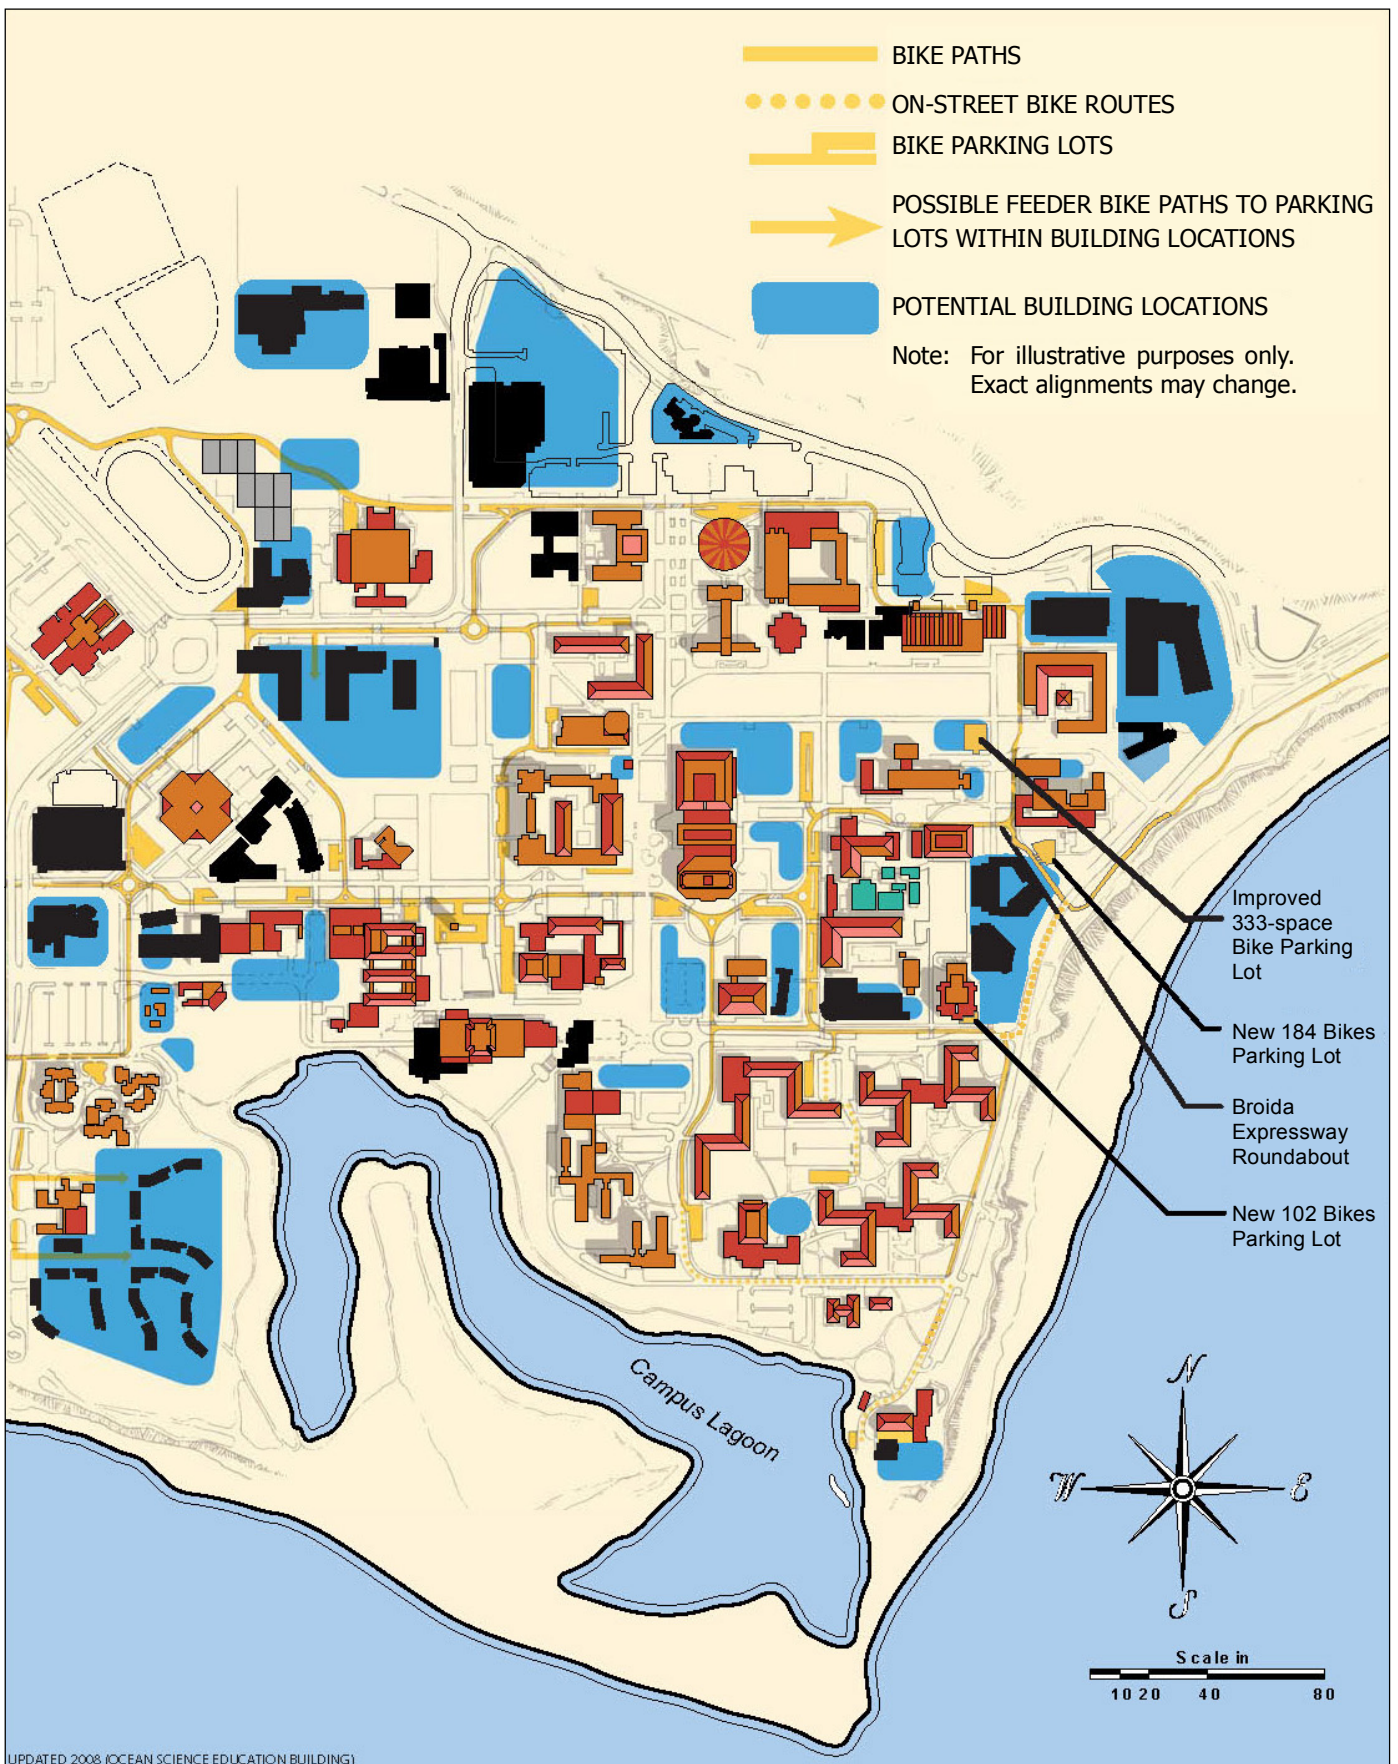 BIKE PATHS
ON-STREET BIKE ROUTES
BIKE PARKING LOTS
POSSIBLE FEEDER BIKE PATHS TO PARKING
LOTS WITHIN BUILDING LOCATIONS
POTENTIAL BUILDING LOCATIONS
Note: For illustrative purposes only.
Exact alignments may change.
Improved
333-space
Bike Parking
Lot
New 184 Bikes
Parking Lot
Broida
Expressway
Roundabout
New 102 Bikes
Parking Lot
Campus Lagoon
N
W
E
S
Scale in
10 20 40 80
UPDATED 2008 (OCEAN SCIENCE EDUCATION BUILDING)